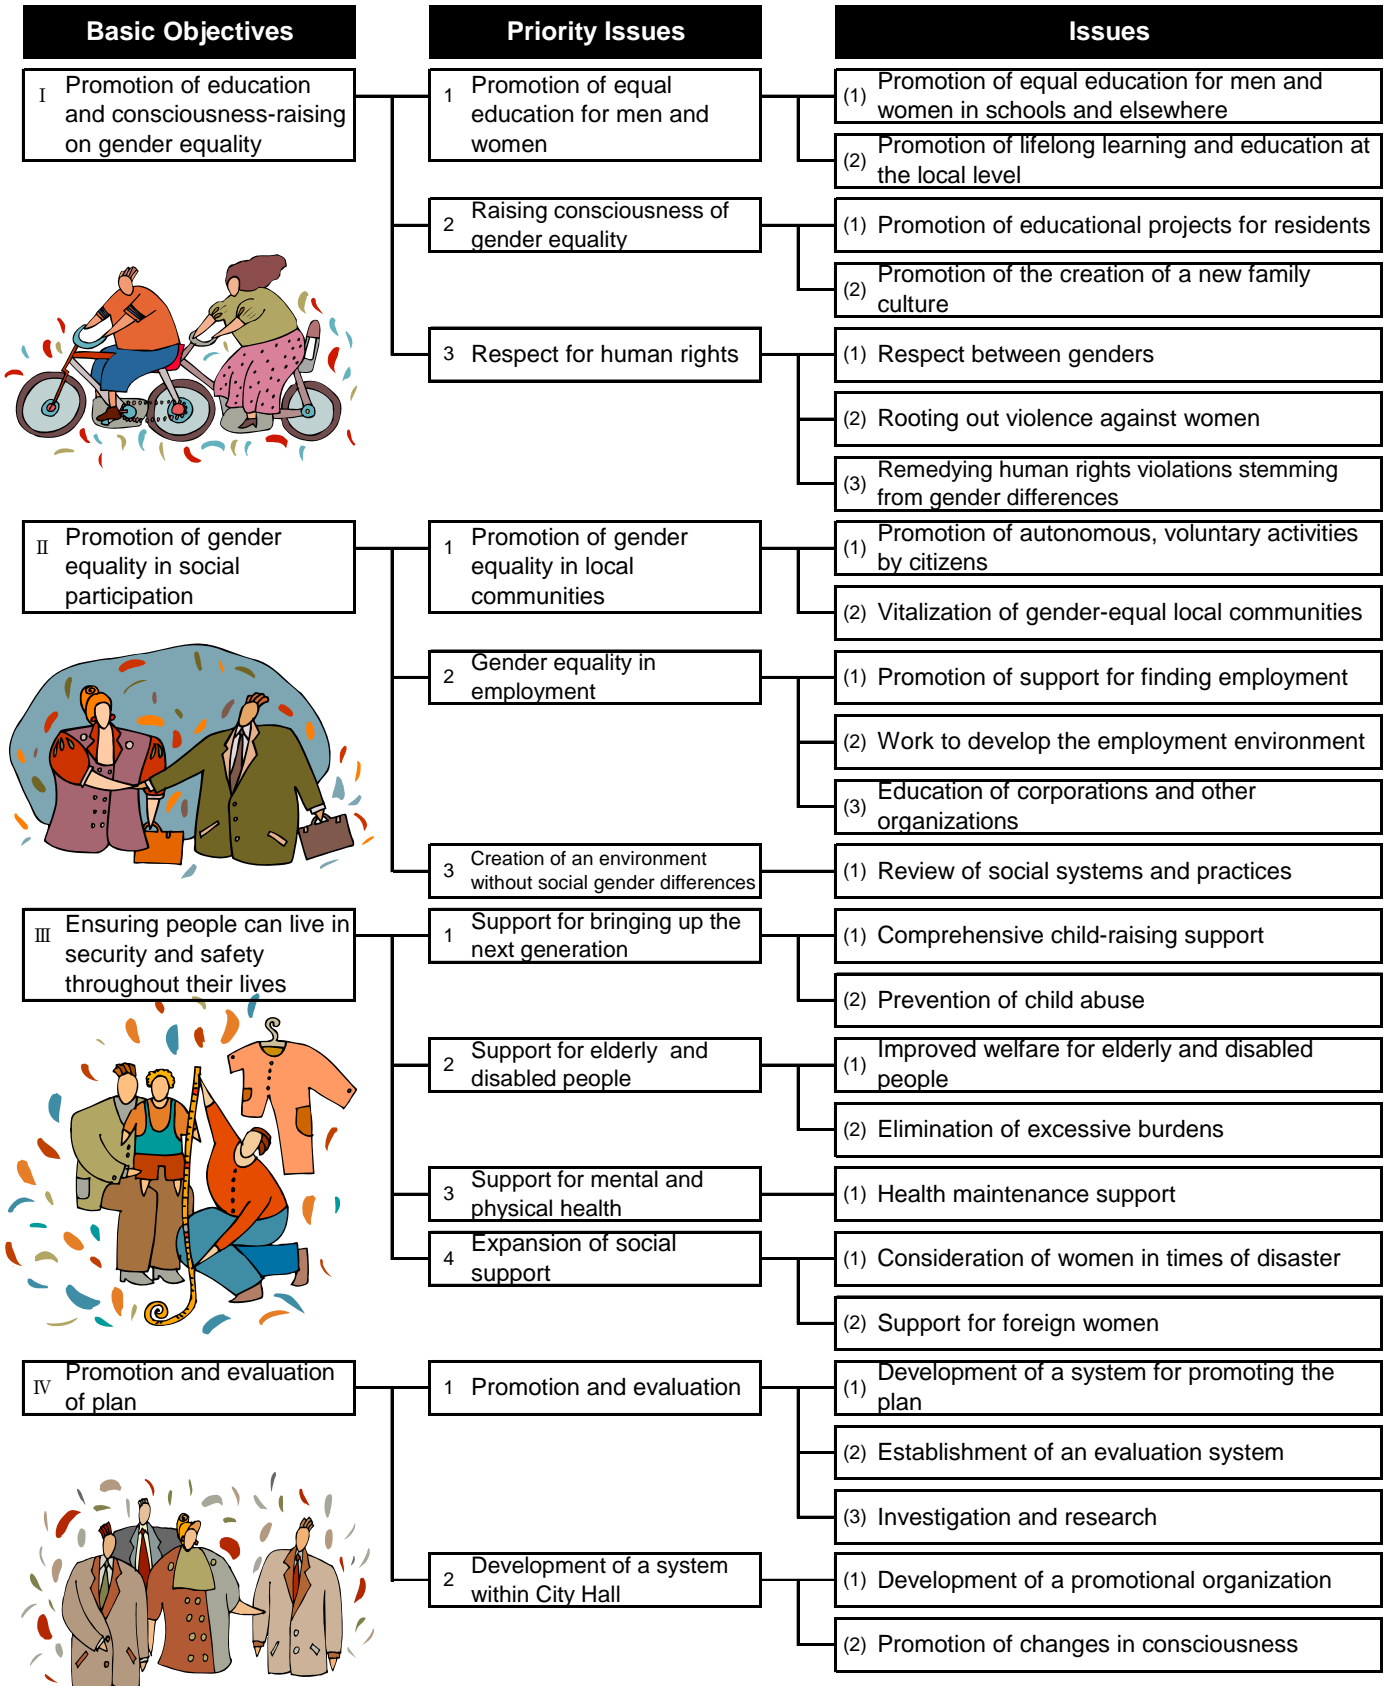 Basic Objectives
Priority Issues
Issues
Ⅰ Promotion of education
and consciousness-raising
on gender equality
1 Promotion of equal
education for men and
women
(1) Promotion of equal education for men and
women in schools and elsewhere
(2) Promotion of lifelong learning and education at
the local level
2 Raising consciousness of
gender equality
(1) Promotion of educational projects for residents
(2) Promotion of the creation of a new family
culture
3 Respect for human rights
(1) Respect between genders
(2) Rooting out violence against women
(3) Remedying human rights violations stemming
from gender differences
Ⅱ Promotion of gender
equality in social
participation
1 Promotion of gender
equality in local
communities
(1) Promotion of autonomous, voluntary activities
by citizens
(2) Vitalization of gender-equal local communities
2 Gender equality in
employment
(1) Promotion of support for finding employment
(2) Work to develop the employment environment
(3) Education of corporations and other
organizations
3 Creation of an environment
without social gender differences
(1) Review of social systems and practices
Ⅲ Ensuring people can live in
security and safety
throughout their lives
1 Support for bringing up the
next generation
(1) Comprehensive child-raising support
(2) Prevention of child abuse
2 Support for elderly and
disabled people
(1) Improved welfare for elderly and disabled
people
(2) Elimination of excessive burdens
3 Support for mental and
physical health
(1) Health maintenance support
4 Expansion of social
support
(1) Consideration of women in times of disaster
(2) Support for foreign women
Ⅳ Promotion and evaluation
of plan
1 Promotion and evaluation
(1) Development of a system for promoting the
plan
(2) Establishment of an evaluation system
(3) Investigation and research
2 Development of a system
within City Hall
(1) Development of a promotional organization
(2) Promotion of changes in consciousness